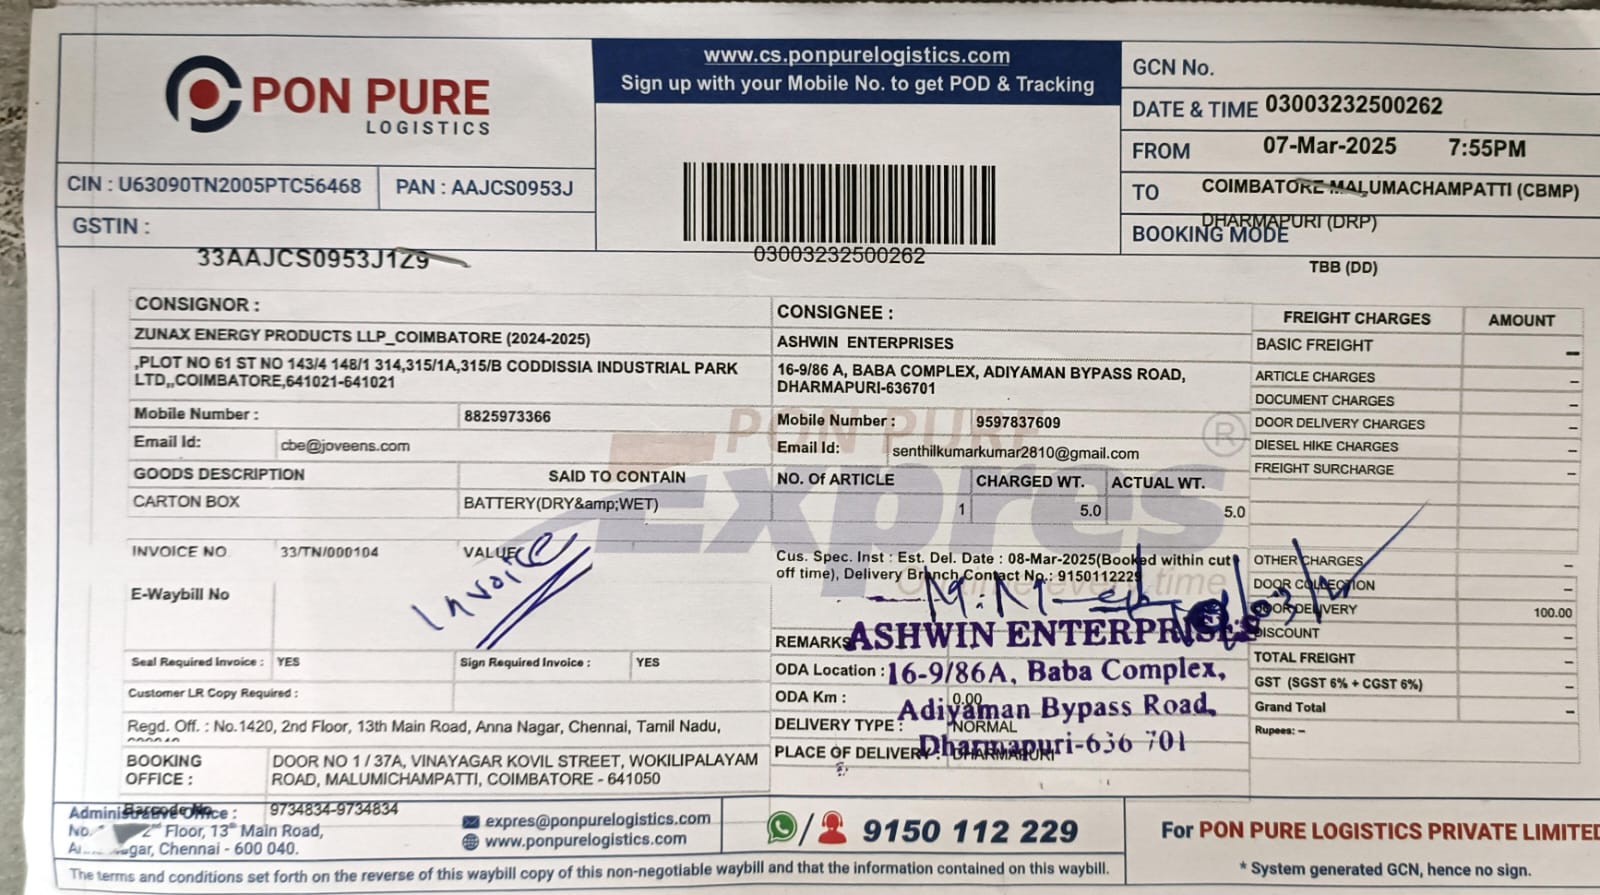 PON PURE
LOGISTICS
www.cs.ponpurelogistics.com
Sign up with your Mobile No. to get POD & Tracking
GCN No.
DATE & TIME 03003232500262
FROM 07-Mar-2025 7:55PM
TO COIMBATORE MALUMACHAMPATTI (CBMP)
DHARMAPURI (DRP)
BOOKING MODE
TBB (DD)
CIN : U63090TN2005PTC56468
PAN : AAJCS0953J
GSTIN :
33AAJCS0953J1Z9
03003232500262
CONSIGNOR :
ZUNAX ENERGY PRODUCTS LLP_COIMBATORE (2024-2025)
,PLOT NO 61 ST NO 143/4 148/1 314,315/1A,315/B CODDISSIA INDUSTRIAL PARK
LTD,,COIMBATORE,641021-641021
Mobile Number : 8825973366
Email Id: cbe@joveens.com
GOODS DESCRIPTION SAID TO CONTAIN
CARTON BOX BATTERY(DRY&amp;WET)
INVOICE NO 33/TN/000104 VALUE
Invoice
E-Waybill No
Seal Required Invoice : YES Sign Required Invoice : YES
Customer LR Copy Required :
Regd. Off. : No.1420, 2nd Floor, 13th Main Road, Anna Nagar, Chennai, Tamil Nadu,
BOOKING OFFICE : DOOR NO 1 / 37A, VINAYAGAR KOVIL STREET, WOKILIPALAYAM
ROAD, MALUMICHAMPATTI, COIMBATORE - 641050
Barcode No 9734834-9734834
CONSIGNEE :
ASHWIN ENTERPRISES
16-9/86 A, BABA COMPLEX, ADIYAMAN BYPASS ROAD,
DHARMAPURI-636701
PON PURE
Expres
®
Mobile Number : 9597837609
Email Id: senthilkumarkumar2810@gmail.com
NO. Of ARTICLE CHARGED WT. ACTUAL WT.
1 5.0 5.0
Cus. Spec. Inst : Est. Del. Date : 08-Mar-2025(Booked within cut
off time), Delivery Branch Contact No.: 9150112229
REMARKS
ASHWIN ENTERPRISES
ODA Location :
16-9/86A, Baba Complex,
ODA Km : 0.00
Adiyaman Bypass Road,
DELIVERY TYPE : NORMAL
Dharmapuri-636 701
PLACE OF DELIVERY : DHARMAPURI
FREIGHT CHARGES AMOUNT
BASIC FREIGHT –
ARTICLE CHARGES –
DOCUMENT CHARGES –
DOOR DELIVERY CHARGES –
DIESEL HIKE CHARGES –
FREIGHT SURCHARGE –
OTHER CHARGES –
DOOR COLLECTION –
DOOR DELIVERY 100.00
DISCOUNT –
TOTAL FREIGHT –
GST (SGST 6% + CGST 6%) –
Grand Total –
Rupees: –
Administrative Office :
2nd Floor, 13th Main Road,
Chennai - 600 040.
expres@ponpurelogistics.com
www.ponpurelogistics.com
9150 112 229
For PON PURE LOGISTICS PRIVATE LIMITED
* System generated GCN, hence no sign.
The terms and conditions set forth on the reverse of this waybill copy of this non-negotiable waybill and that the information contained on this waybill.